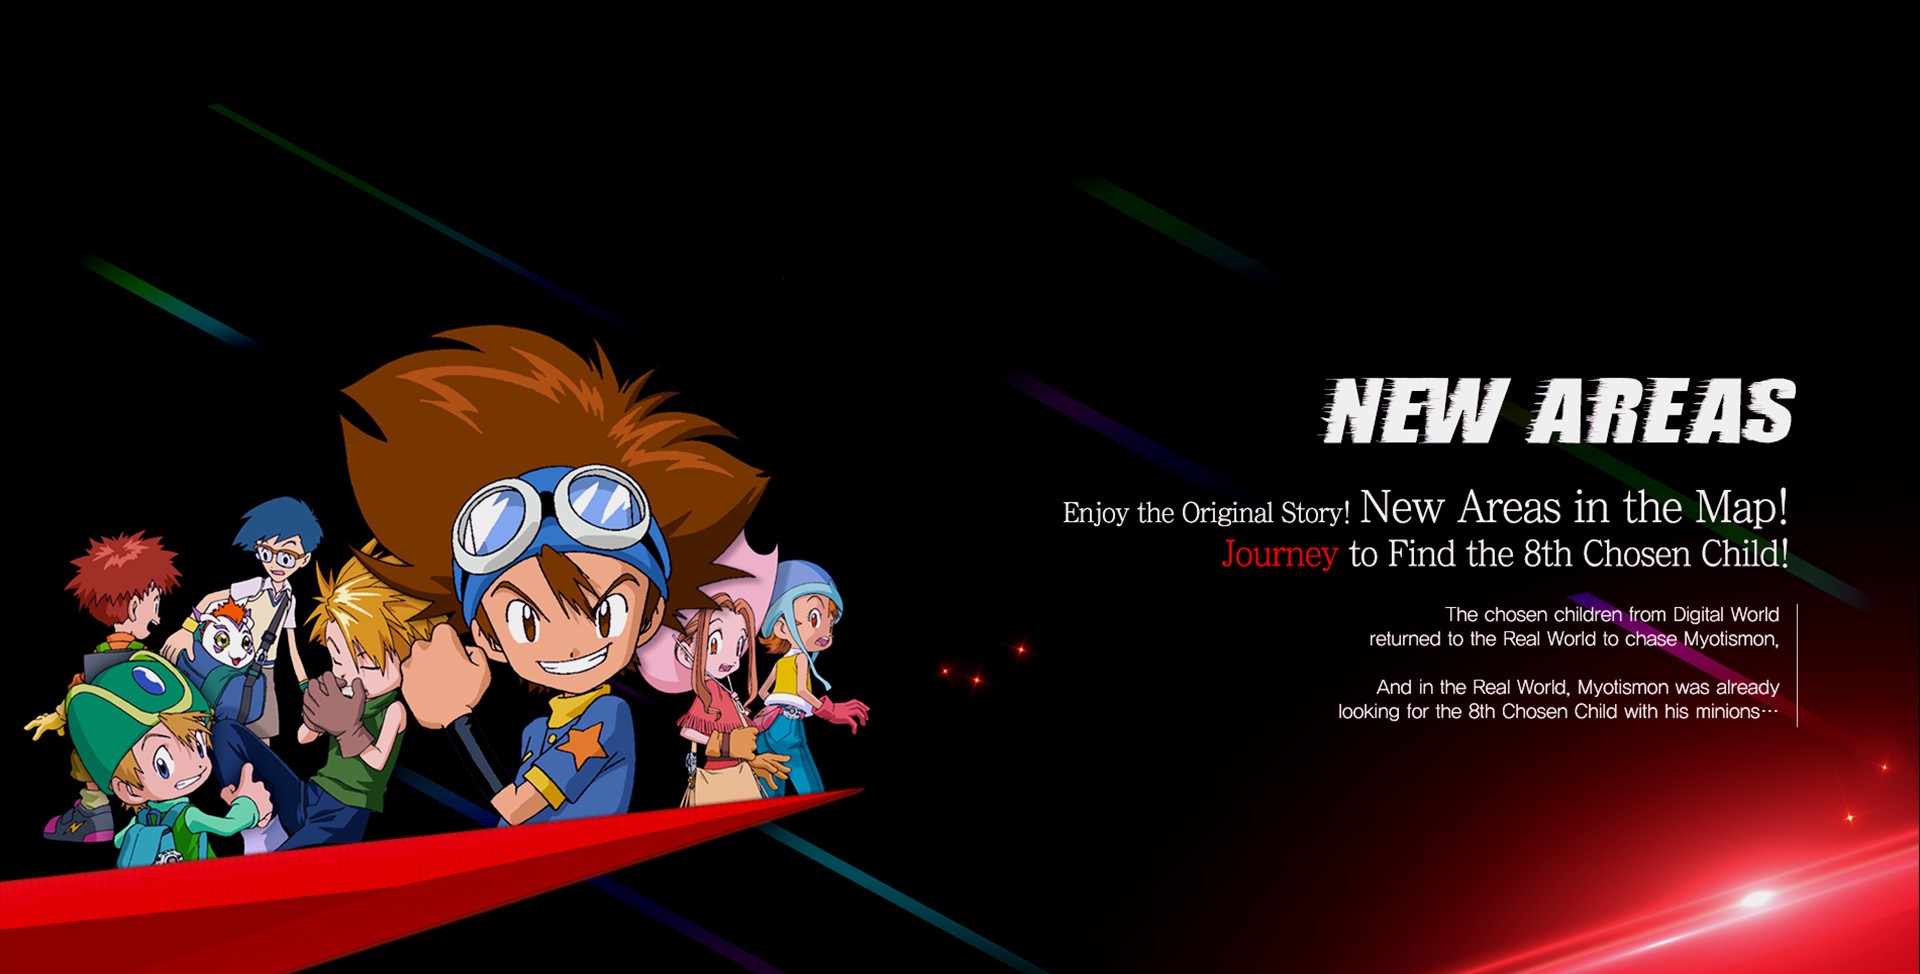 NEW AREAS
Enjoy the Original Story! New Areas in the Map!
Journey to Find the 8th Chosen Child!
The chosen children from Digital World
returned to the Real World to chase Myotismon,
And in the Real World, Myotismon was already
looking for the 8th Chosen Child with his minions…